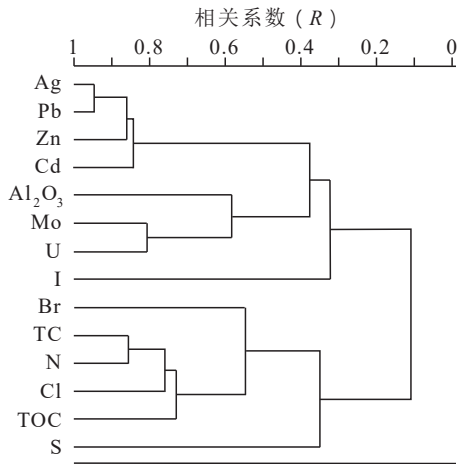 相关系数 (R)
1 0.8 0.6 0.4 0.2 0
Ag
Pb
Zn
Cd
Al₂O₃
Mo
U
I
Br
TC
N
Cl
TOC
S